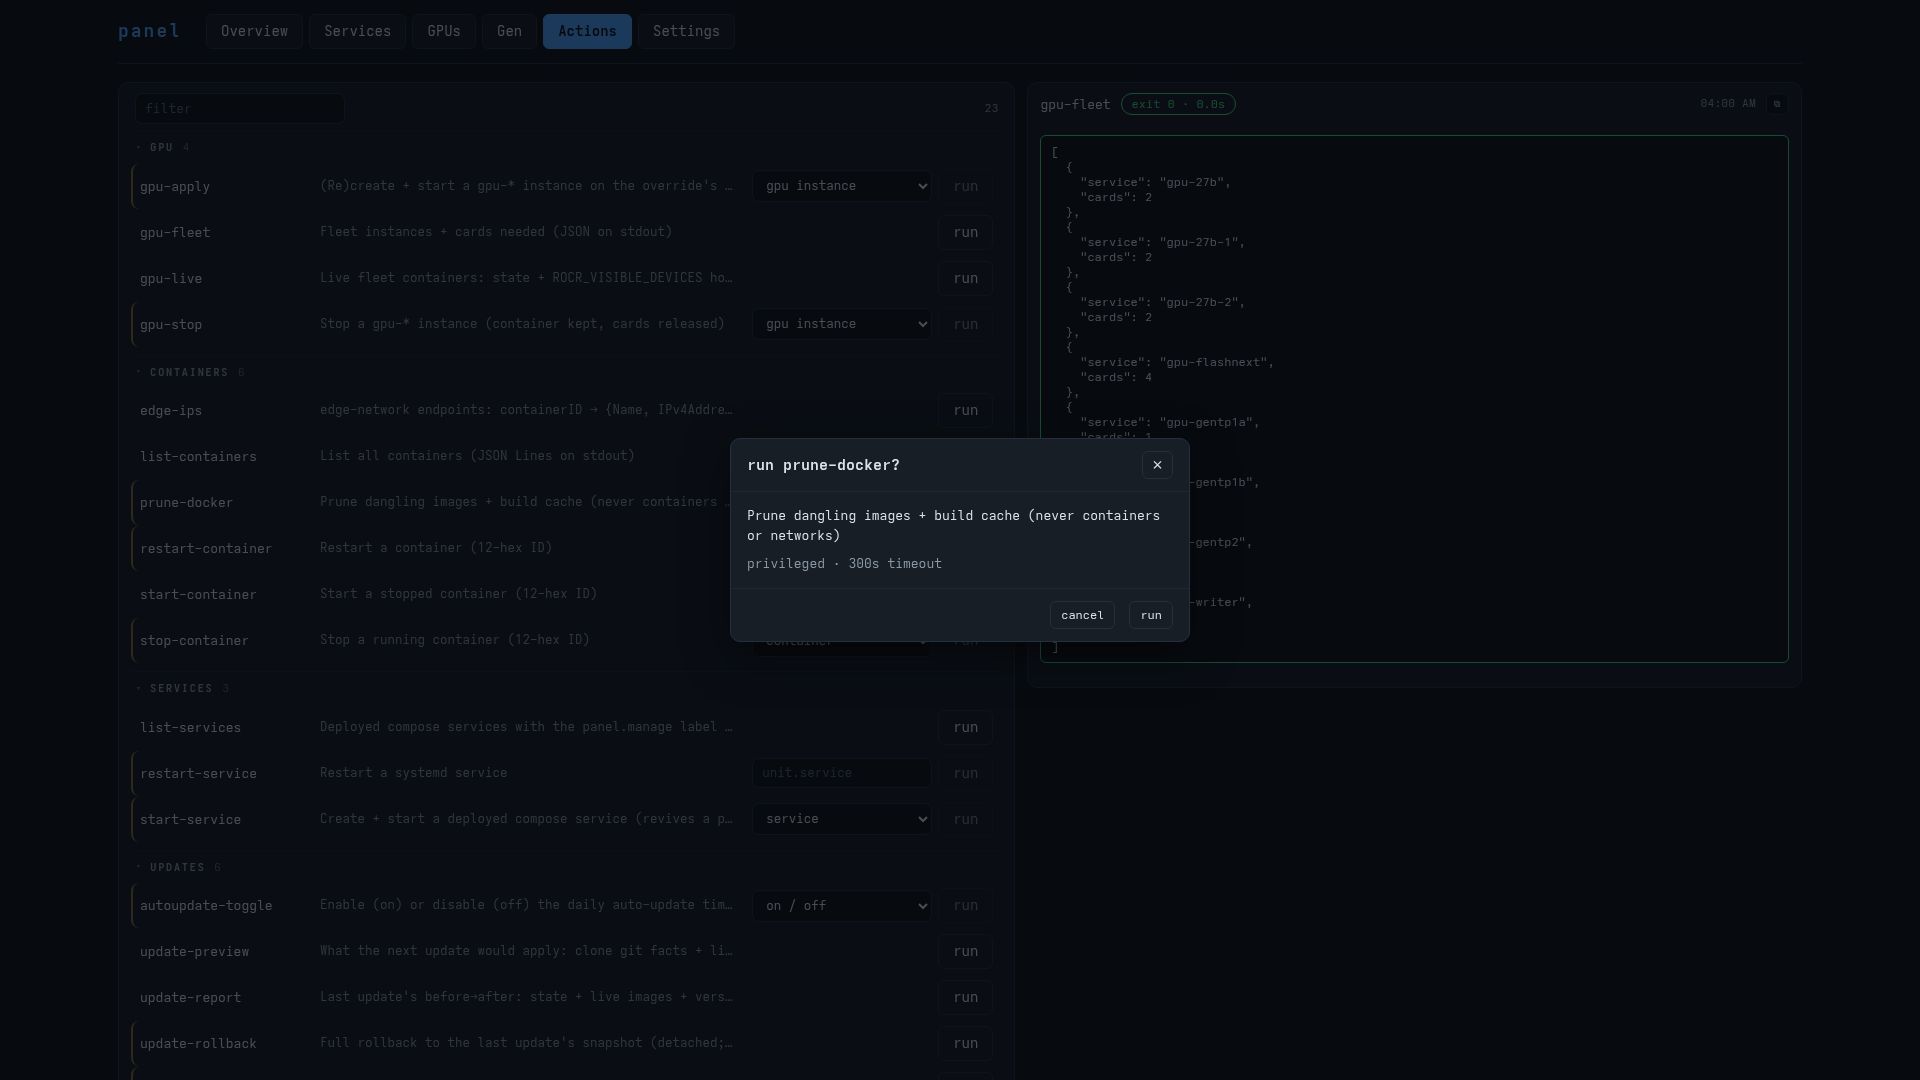 panel
Overview
Services
GPUs
Gen
Actions
Settings
filter
23
GPU 4
gpu-apply
(Re)create + start a gpu-* instance on the override's …
gpu instance
run
gpu-fleet
Fleet instances + cards needed (JSON on stdout)
run
gpu-live
Live fleet containers: state + ROCR_VISIBLE_DEVICES ho…
run
gpu-stop
Stop a gpu-* instance (container kept, cards released)
gpu instance
run
CONTAINERS 6
edge-ips
edge-network endpoints: containerID → {Name, IPv4Addre…
run
list-containers
List all containers (JSON Lines on stdout)
prune-docker
Prune dangling images + build cache (never containers …
restart-container
Restart a container (12-hex ID)
start-container
Start a stopped container (12-hex ID)
stop-container
Stop a running container (12-hex ID)
container
run
SERVICES 3
list-services
Deployed compose services with the panel.manage label …
run
restart-service
Restart a systemd service
unit.service
run
start-service
Create + start a deployed compose service (revives a p…
service
run
UPDATES 6
autoupdate-toggle
Enable (on) or disable (off) the daily auto-update tim…
on / off
run
update-preview
What the next update would apply: clone git facts + li…
run
update-report
Last update's before→after: state + live images + vers…
run
update-rollback
Full rollback to the last update's snapshot (detached;…
run
gpu-fleet
exit 0 · 0.0s
04:00 AM
[
{
"service": "gpu-27b",
"cards": 2
},
{
"service": "gpu-27b-1",
"cards": 2
},
{
"service": "gpu-27b-2",
"cards": 2
},
{
"service": "gpu-flashnext",
"cards": 4
},
{
"service": "gpu-gentp1a",
"cards": 1
-gentp1b",
-gentp2",
-writer",
]
run prune-docker?
×
Prune dangling images + build cache (never containers
or networks)
privileged · 300s timeout
cancel
run